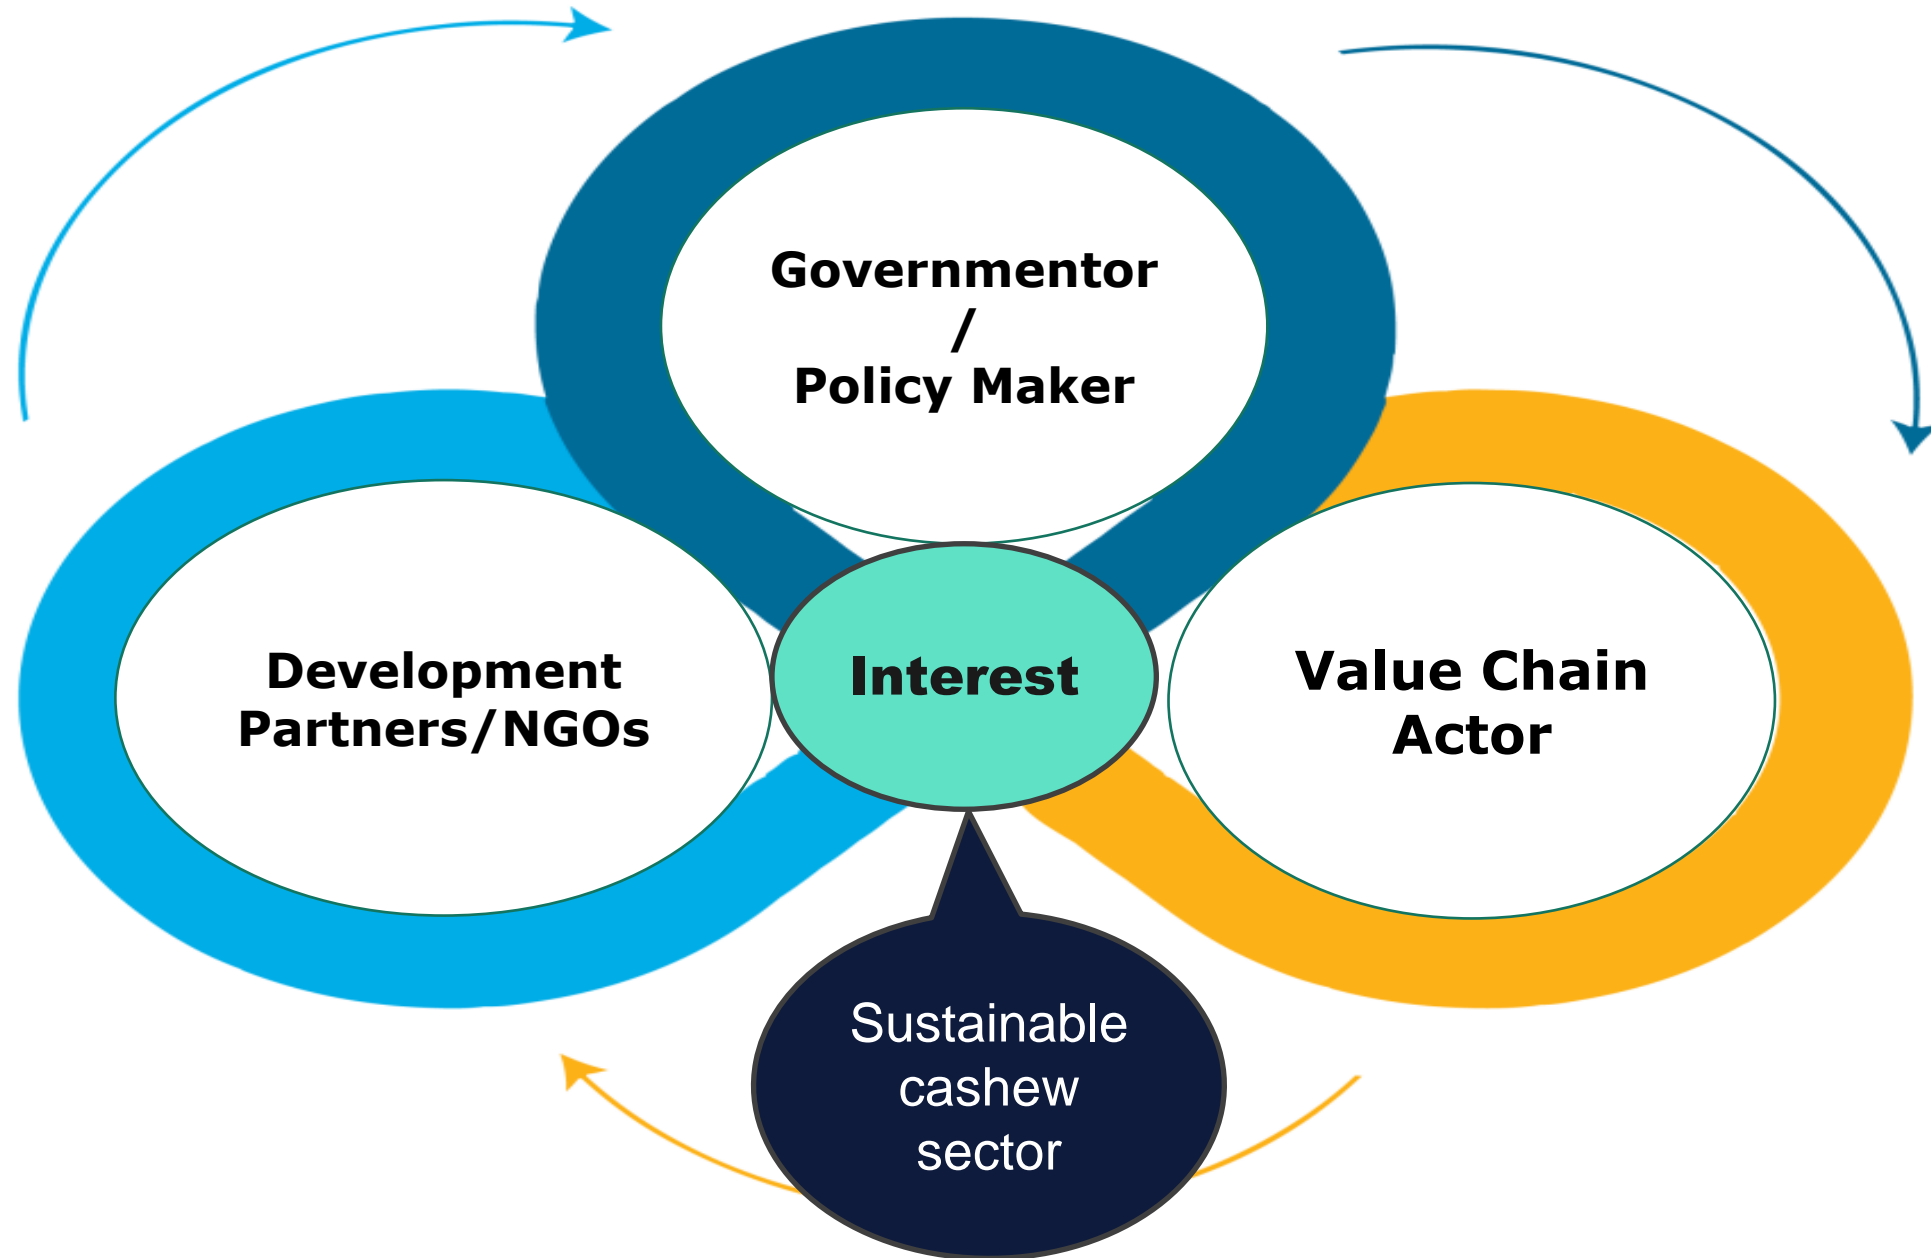 Governmentor
/
Policy Maker
Development
Partners/NGOs
Interest
Value Chain
Actor
Sustainable
cashew
sector